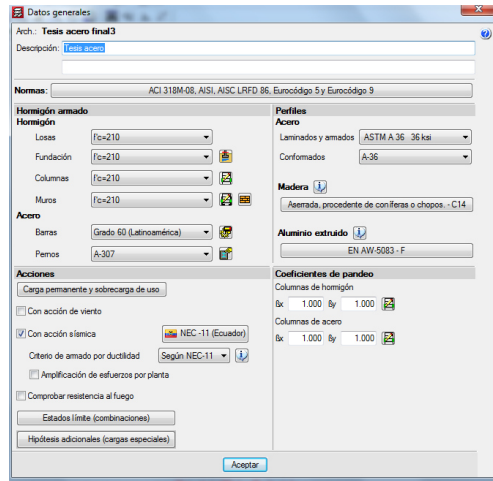 Datos generales
Arch.: Tesis acero final3
Descripción: Tesis acero
Normas: ACI 318M-08, AISI, AISC LRFD 86, Eurocódigo 5 y Eurocódigo 9
Hormigón armado
Hormigón
Losas f'c=210
Fundación f'c=210
Columnas f'c=210
Muros f'c=210
Acero
Barras Grado 60 (Latinoamérica)
Pernos A-307
Perfiles
Acero
Laminados y armados ASTM A 36 36 ksi
Conformados A-36
Madera
Aserrada, procedente de coníferas o chopos. - C14
Aluminio extruido
EN AW-5083 - F
Acciones
Carga permanente y sobrecarga de uso
Con acción de viento
Con acción sísmica NEC -11 (Ecuador)
Criterio de armado por ductilidad Según NEC-11
Amplificación de esfuerzos por planta
Comprobar resistencia al fuego
Estados límite (combinaciones)
Hipótesis adicionales (cargas especiales)
Coeficientes de pandeo
Columnas de hormigón
ßx 1.000 ßy 1.000
Columnas de acero
ßx 1.000 ßy 1.000
Aceptar